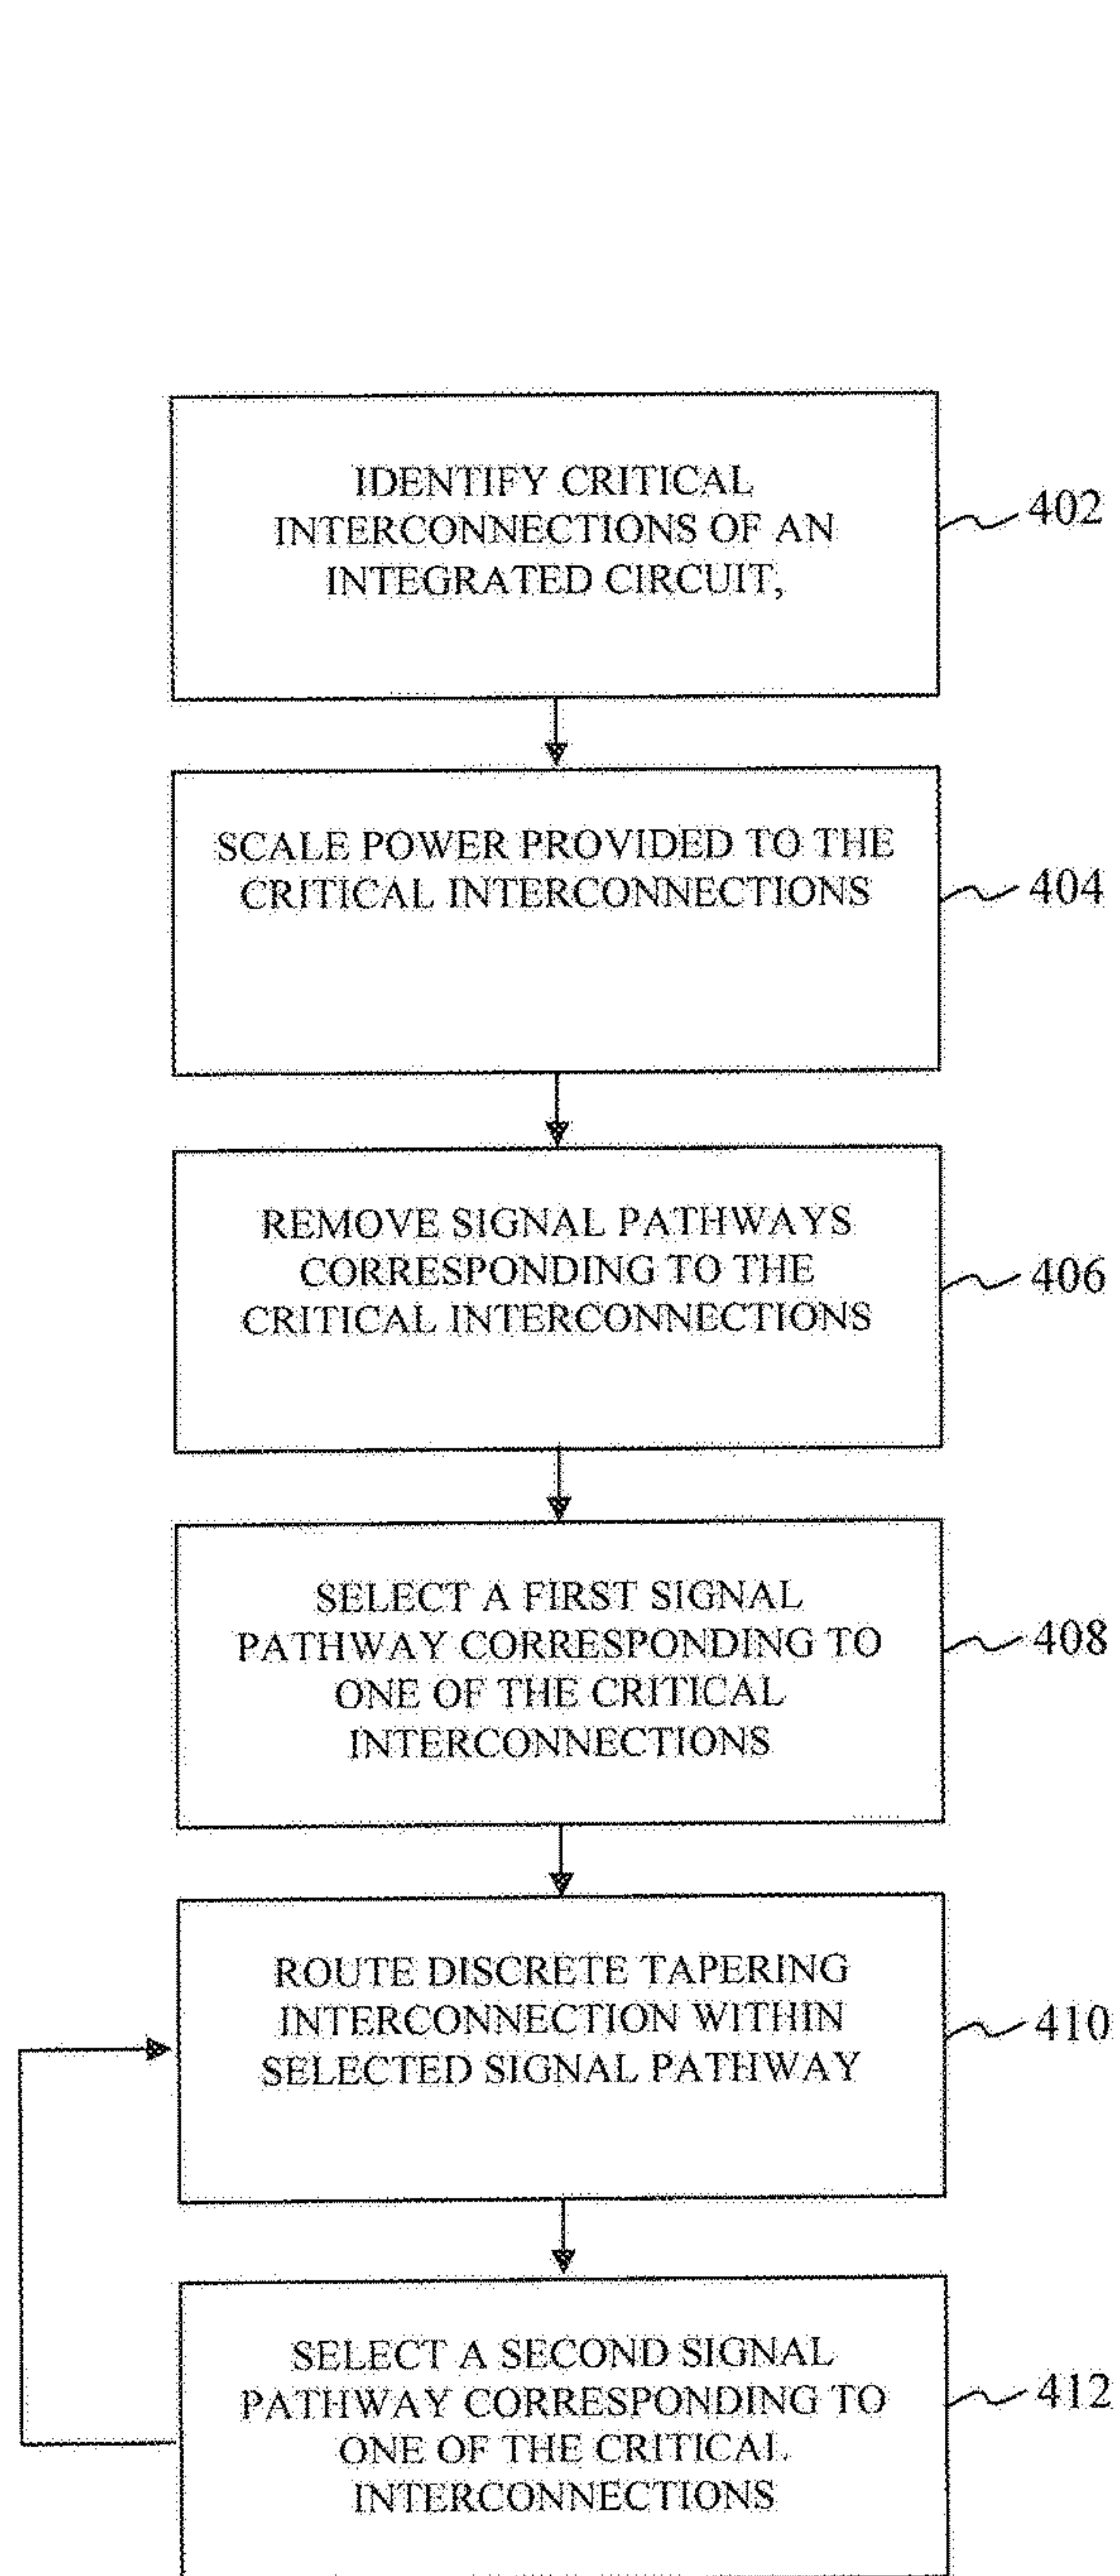 IDENTIFY CRITICAL
INTERCONNECTIONS OF AN
INTEGRATED CIRCUIT,
402
SCALE POWER PROVIDED TO THE
CRITICAL INTERCONNECTIONS
404
REMOVE SIGNAL PATHWAYS
CORRESPONDING TO THE
CRITICAL INTERCONNECTIONS
406
SELECT A FIRST SIGNAL
PATHWAY CORRESPONDING TO
ONE OF THE CRITICAL
INTERCONNECTIONS
408
ROUTE DISCRETE TAPERING
INTERCONNECTION WITHIN
SELECTED SIGNAL PATHWAY
410
SELECT A SECOND SIGNAL
PATHWAY CORRESPONDING TO
ONE OF THE CRITICAL
INTERCONNECTIONS
412